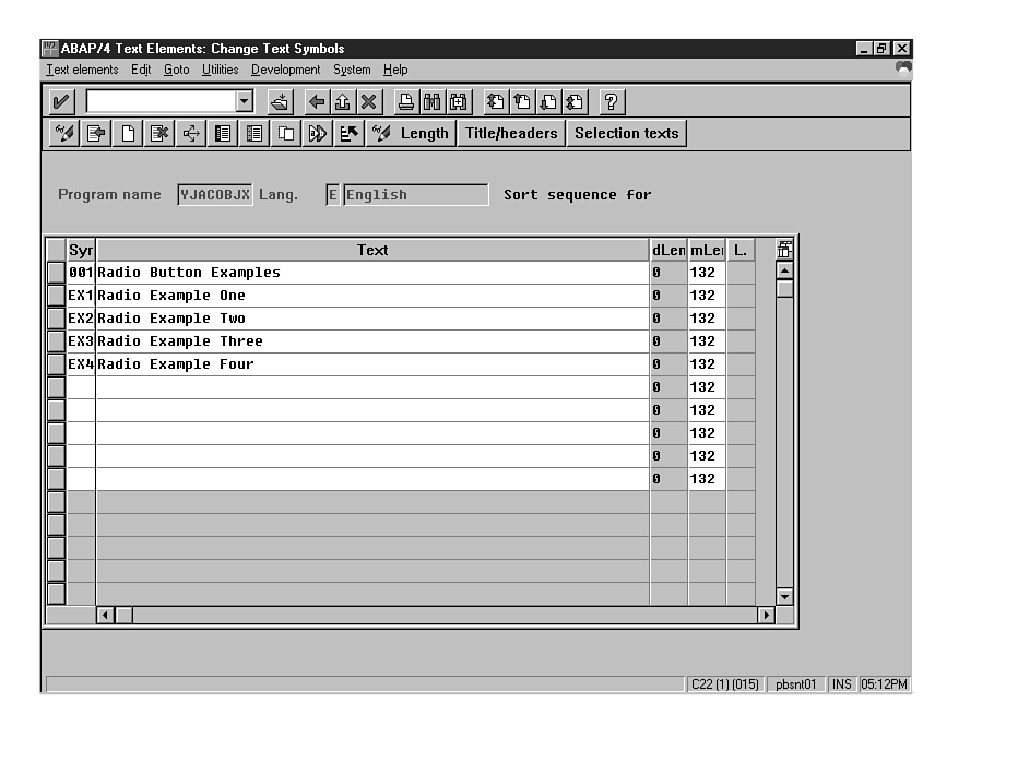 ABAP/4 Text Elements: Change Text Symbols
Text elements Edit Goto Utilities Development System Help
Length Title/headers Selection texts
Program name YJACOBJX Lang. E English Sort sequence for
Syr Text dLen mLei L.
001 Radio Button Examples 0 132
EX1 Radio Example One 0 132
EX2 Radio Example Two 0 132
EX3 Radio Example Three 0 132
EX4 Radio Example Four 0 132
0 132
0 132
0 132
0 132
0 132
C22 (1) (015) pbsnt01 INS 05:12PM